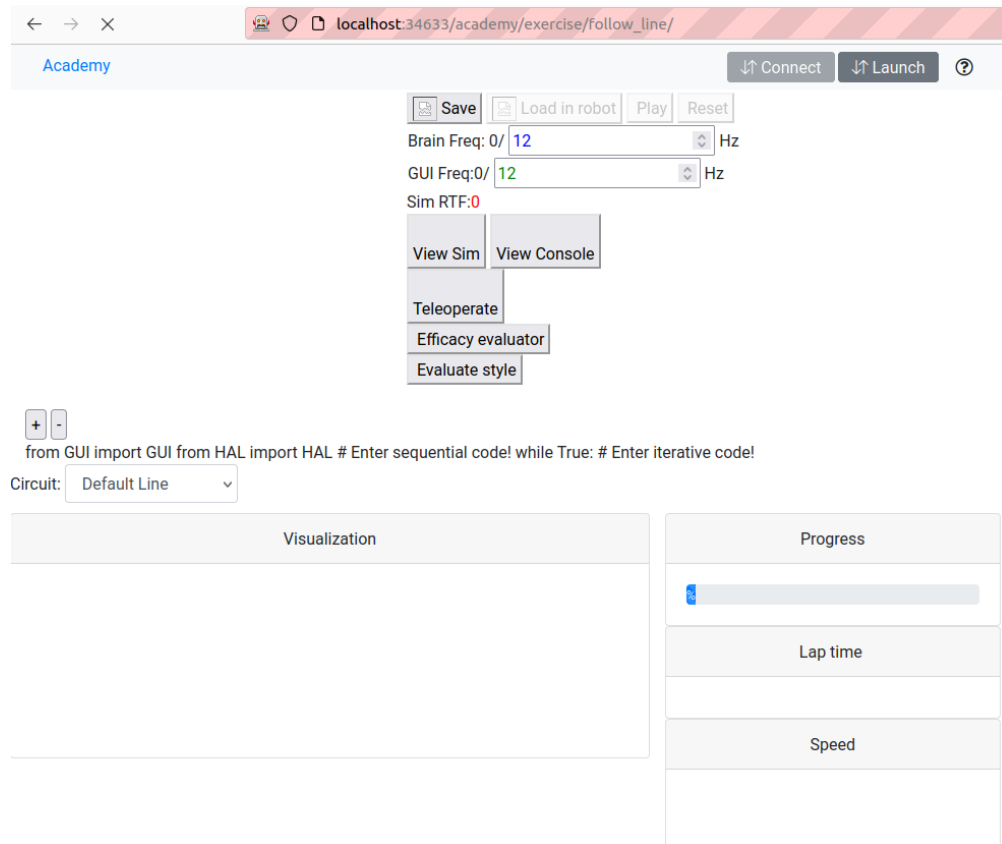 localhost:34633/academy/exercise/follow_line/
Academy
Connect
Launch
Save
Load in robot
Play
Reset
Brain Freq: 0/ 12 Hz
GUI Freq:0/ 12 Hz
Sim RTF:0
View Sim
View Console
Teleoperate
Efficacy evaluator
Evaluate style
+
-
from GUI import GUI from HAL import HAL # Enter sequential code! while True: # Enter iterative code!
Circuit: Default Line
Visualization
Progress
%
Lap time
Speed